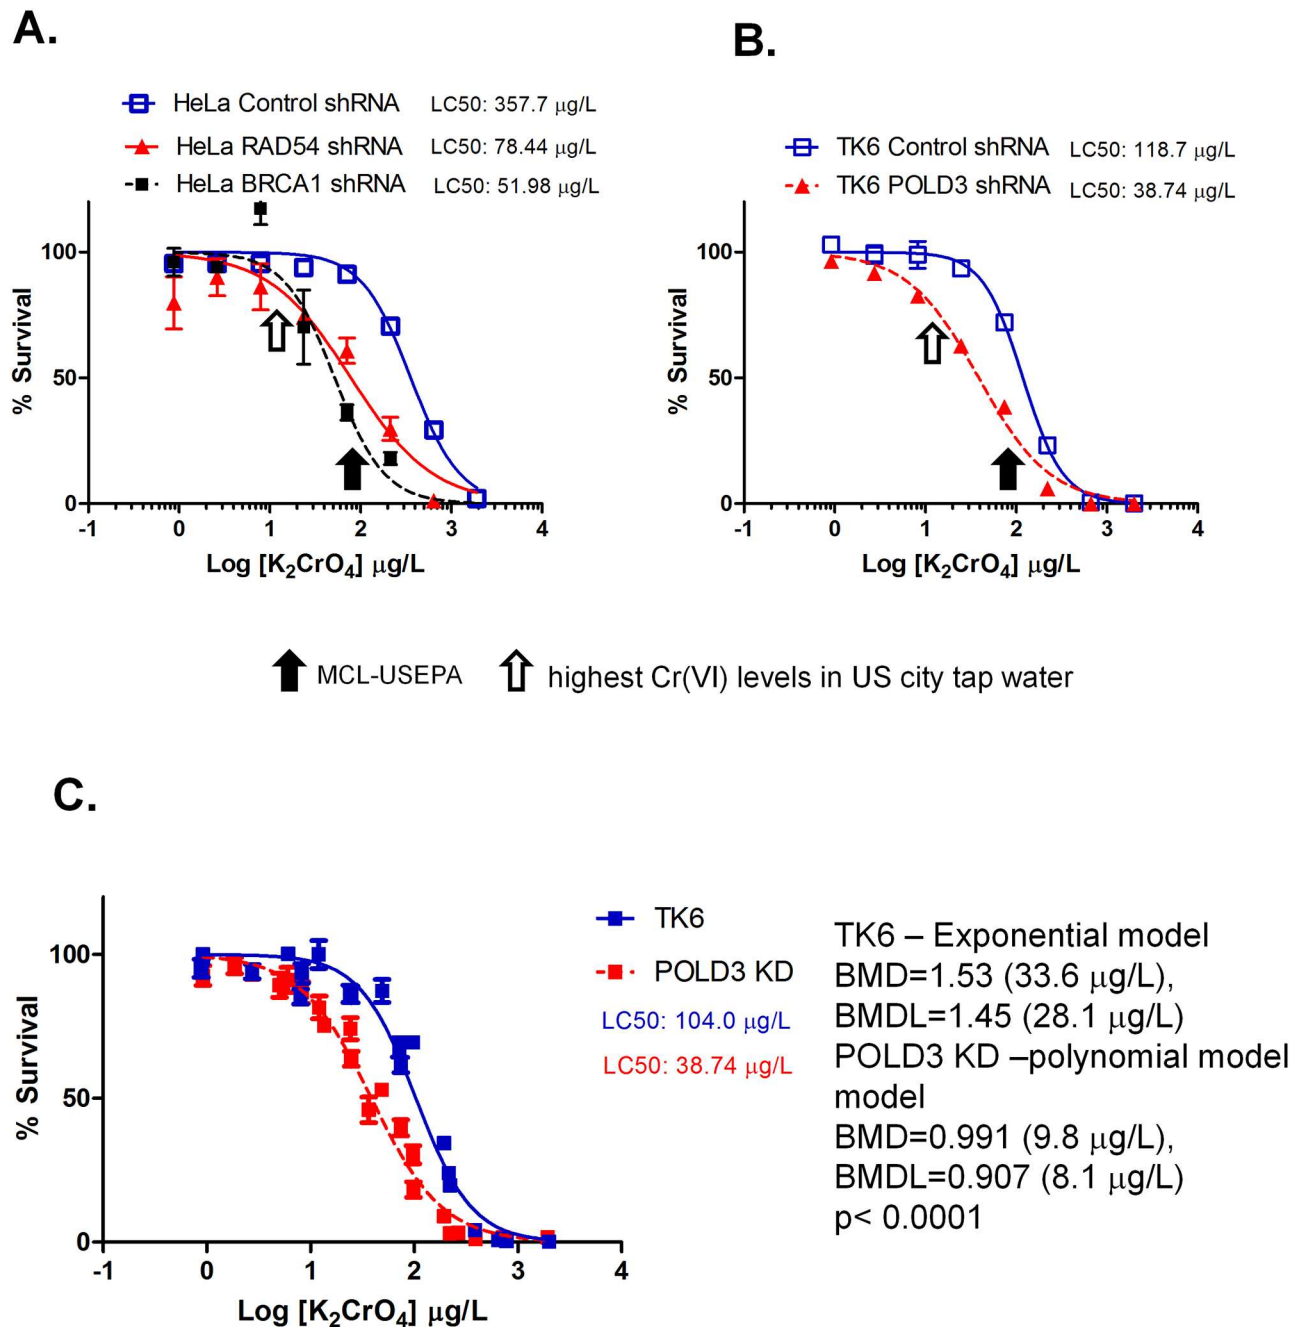 A.
HeLa Control shRNA LC50: 357.7 µg/L
HeLa RAD54 shRNA LC50: 78.44 µg/L
HeLa BRCA1 shRNA LC50: 51.98 µg/L
% Survival
100
50
0
-1 0 1 2 3 4
Log [K₂CrO₄] µg/L
B.
TK6 Control shRNA LC50: 118.7 µg/L
TK6 POLD3 shRNA LC50: 38.74 µg/L
% Survival
100
50
0
-1 0 1 2 3 4
Log [K₂CrO₄] µg/L
MCL-USEPA highest Cr(VI) levels in US city tap water
C.
% Survival
100
50
0
-1 0 1 2 3 4
Log [K₂CrO₄] µg/L
TK6
POLD3 KD
LC50: 104.0 µg/L
LC50: 38.74 µg/L
TK6 – Exponential model
BMD=1.53 (33.6 µg/L),
BMDL=1.45 (28.1 µg/L)
POLD3 KD –polynomial model
model
BMD=0.991 (9.8 µg/L),
BMDL=0.907 (8.1 µg/L)
p< 0.0001